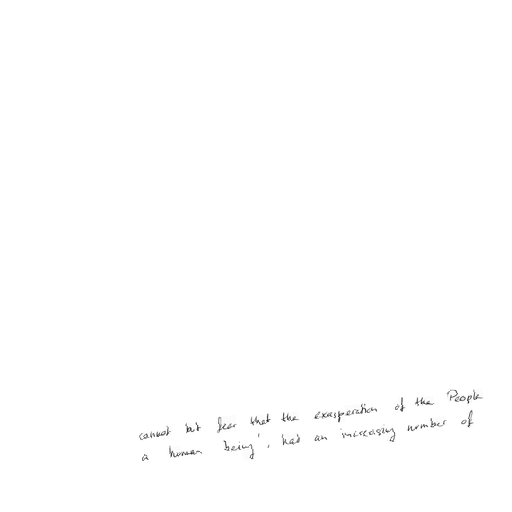 cannot but fear that the exasperation of the People
a human being', had an increasing number of